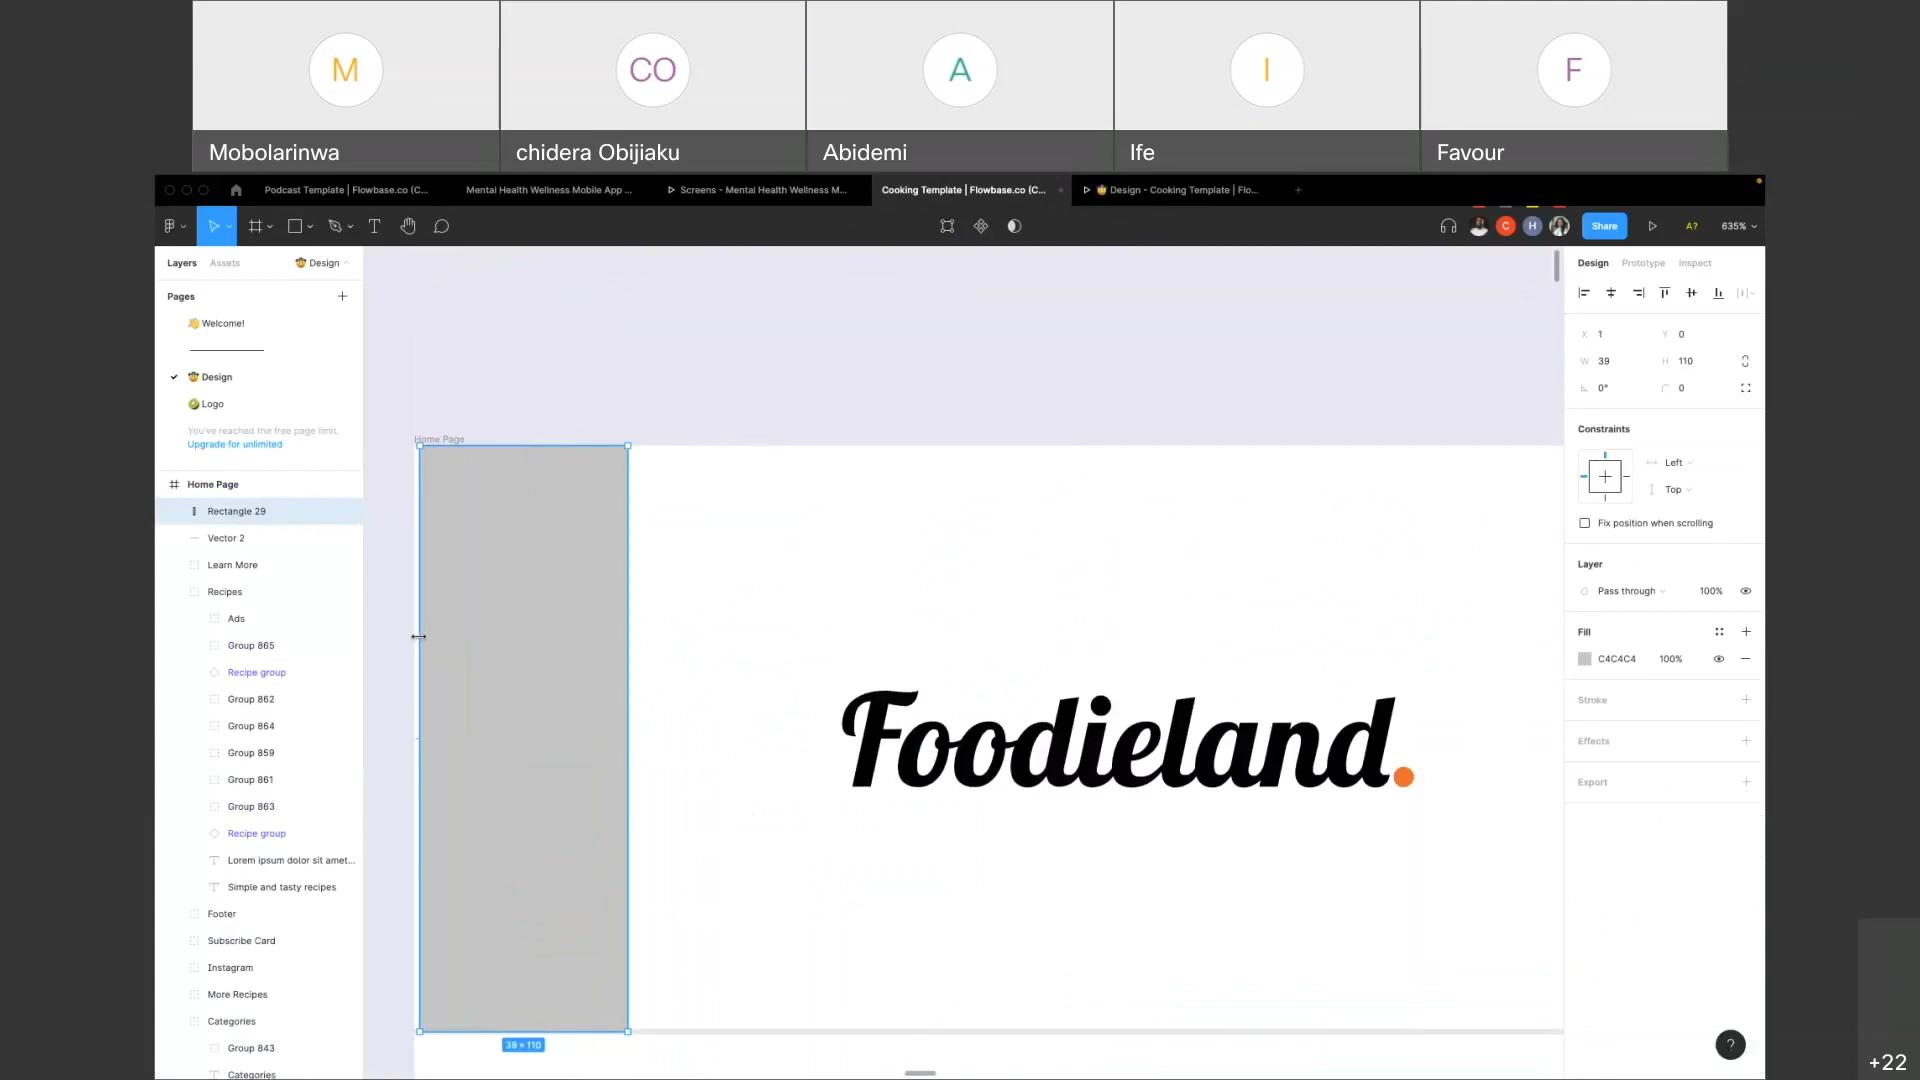 M
CO
A
I
F
Mobolarinwa
chidera Obijiaku
Abidemi
Ife
Favour
Podcast Template | Flowbase.co (C...
Mental Health Wellness Mobile App ...
Screens - Mental Health Wellness M...
Cooking Template | Flowbase.co (C...
Design - Cooking Template | Flo...
C
H
Share
A?
635%
Layers
Assets
Design
Pages
Welcome!
Design
Logo
You've reached the free page limit.
Upgrade for unlimited
Home Page
Rectangle 29
Vector 2
Learn More
Recipes
Ads
Group 865
Recipe group
Group 862
Group 864
Group 859
Group 861
Group 863
Recipe group
Lorem ipsum dolor sit amet...
Simple and tasty recipes
Footer
Subscribe Card
Instagram
More Recipes
Categories
Group 843
Categories
Home Page
Foodieland.
39 × 110
Design
Prototype
Inspect
X 1
Y 0
W 39
H 110
0°
0
Constraints
Left
Top
Fix position when scrolling
Layer
Pass through
100%
Fill
C4C4C4
100%
Stroke
Effects
Export
?
+22